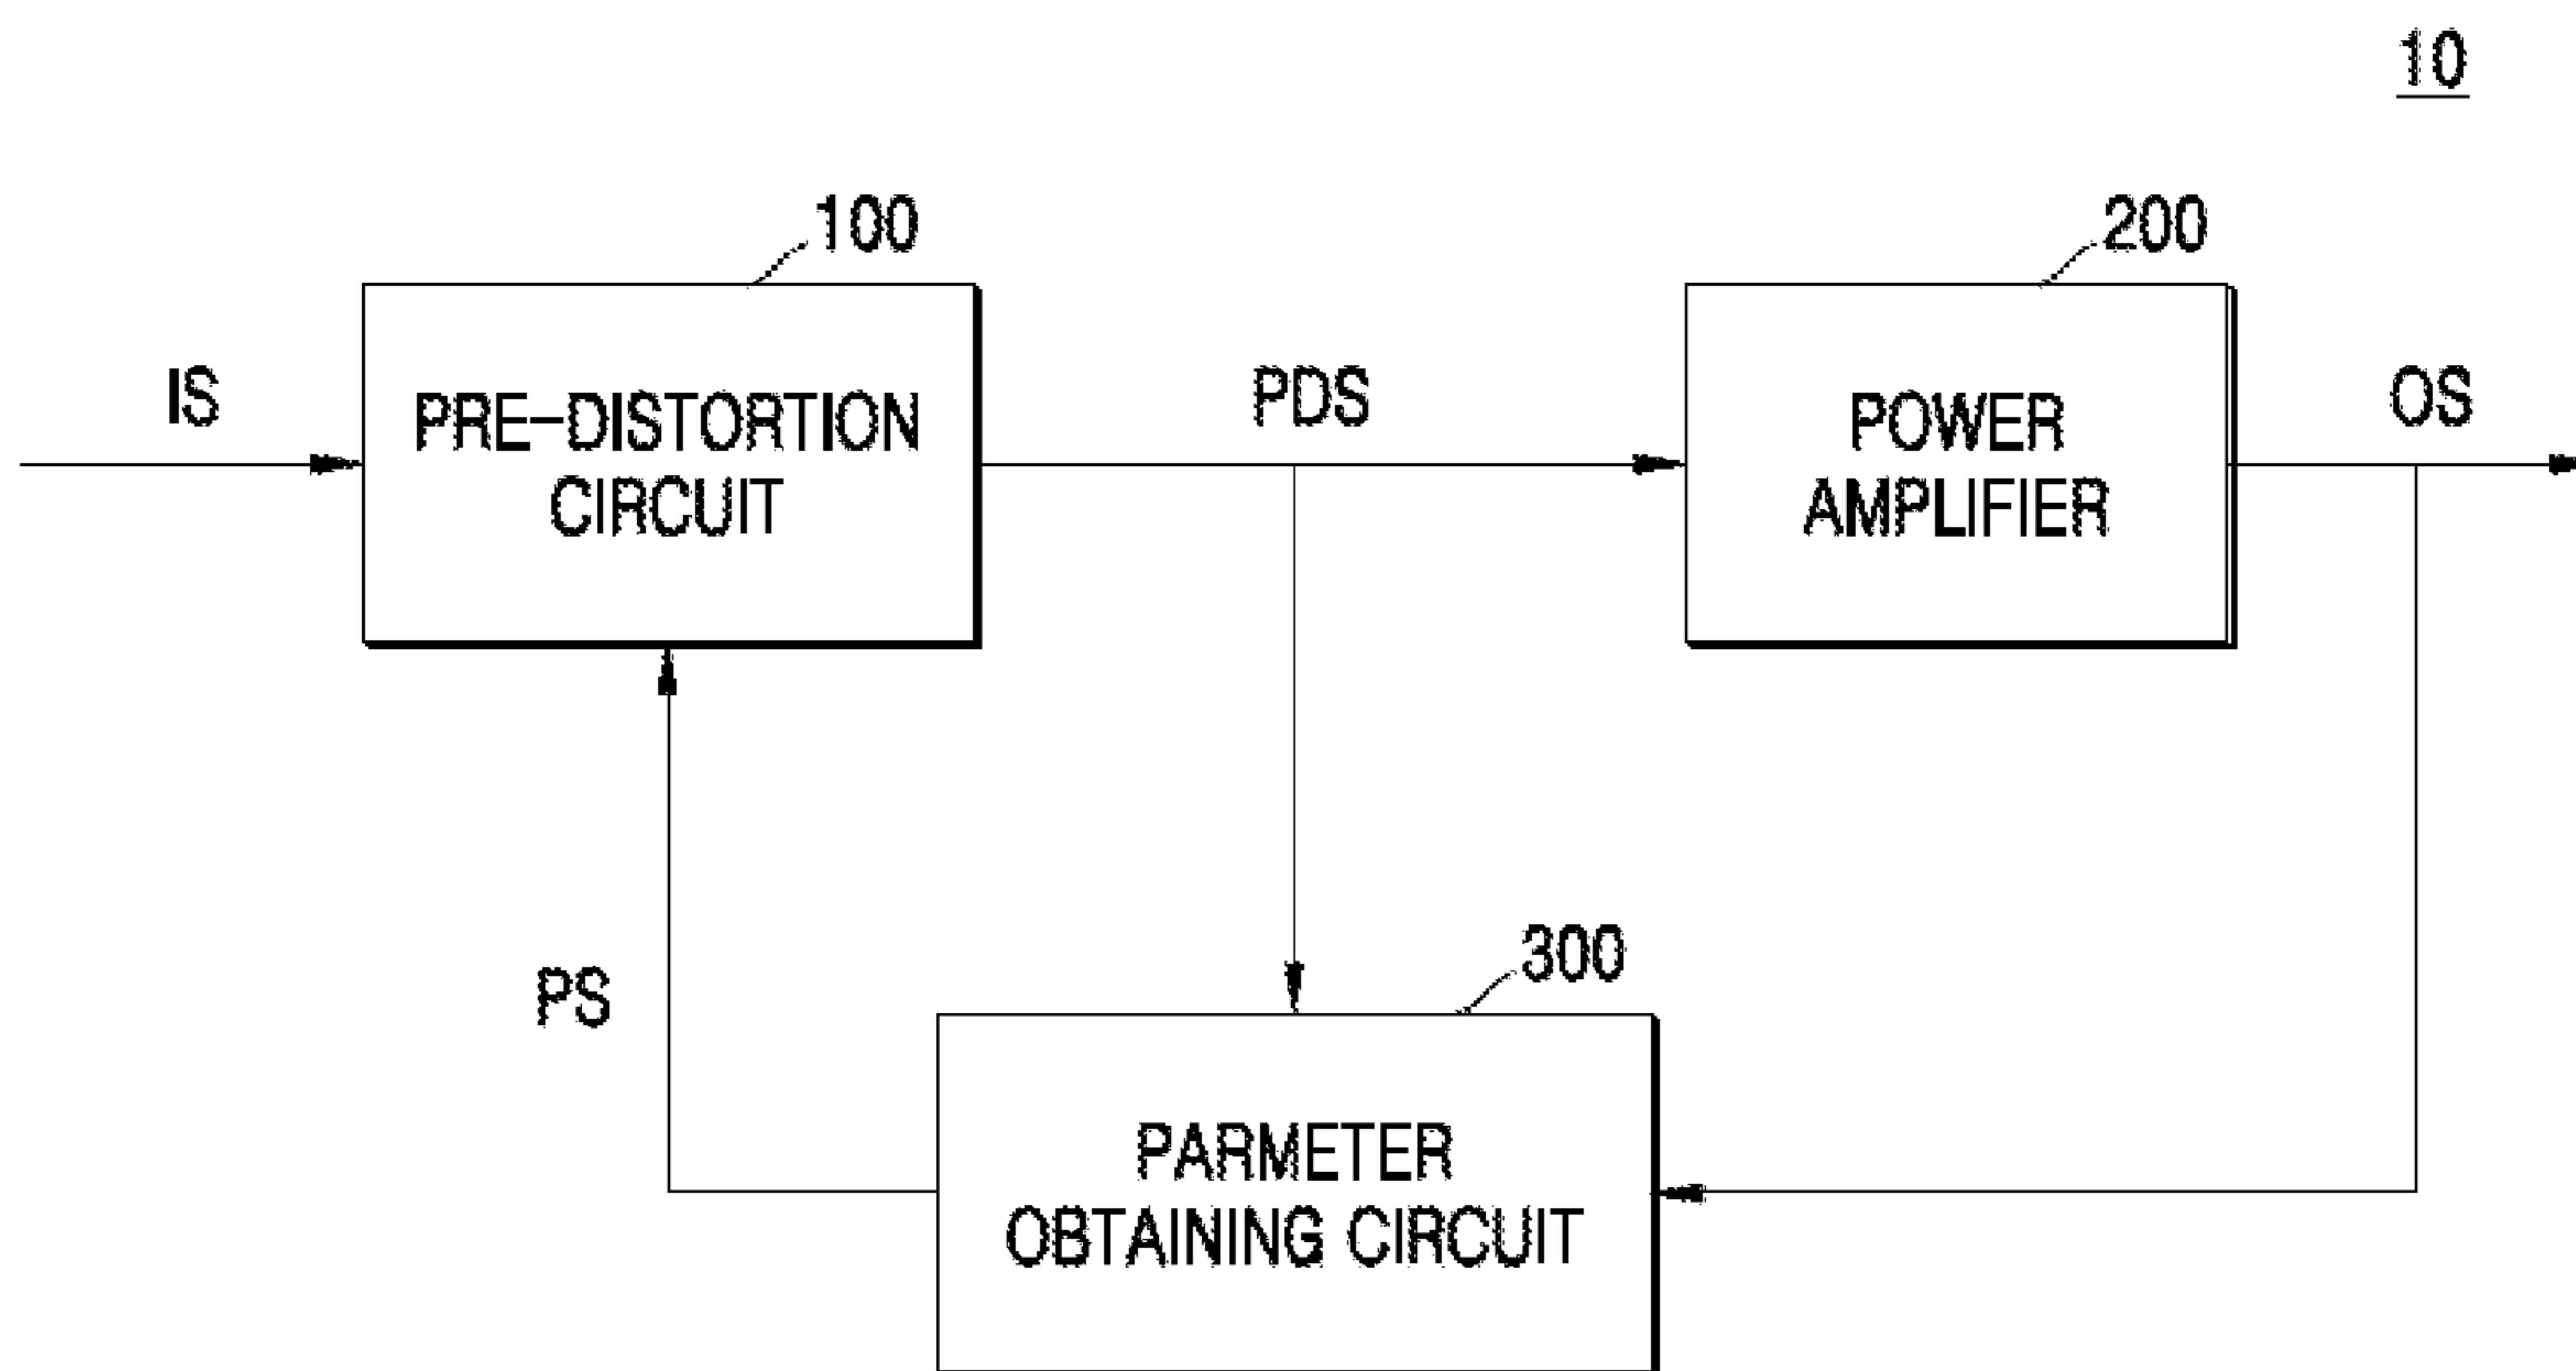 10
100
200
IS
PRE-DISTORTION
CIRCUIT
PDS
POWER
AMPLIFIER
OS
PS
300
PARMETER
OBTAINING CIRCUIT